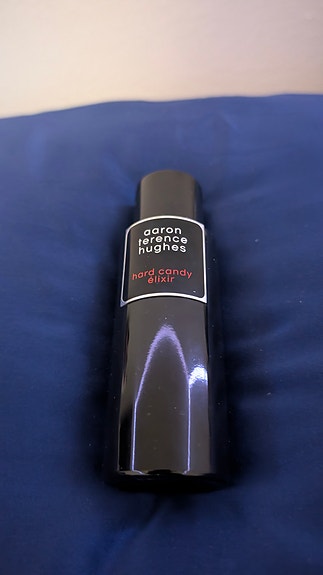 aaron
terence
hughes
hard candy
élixir